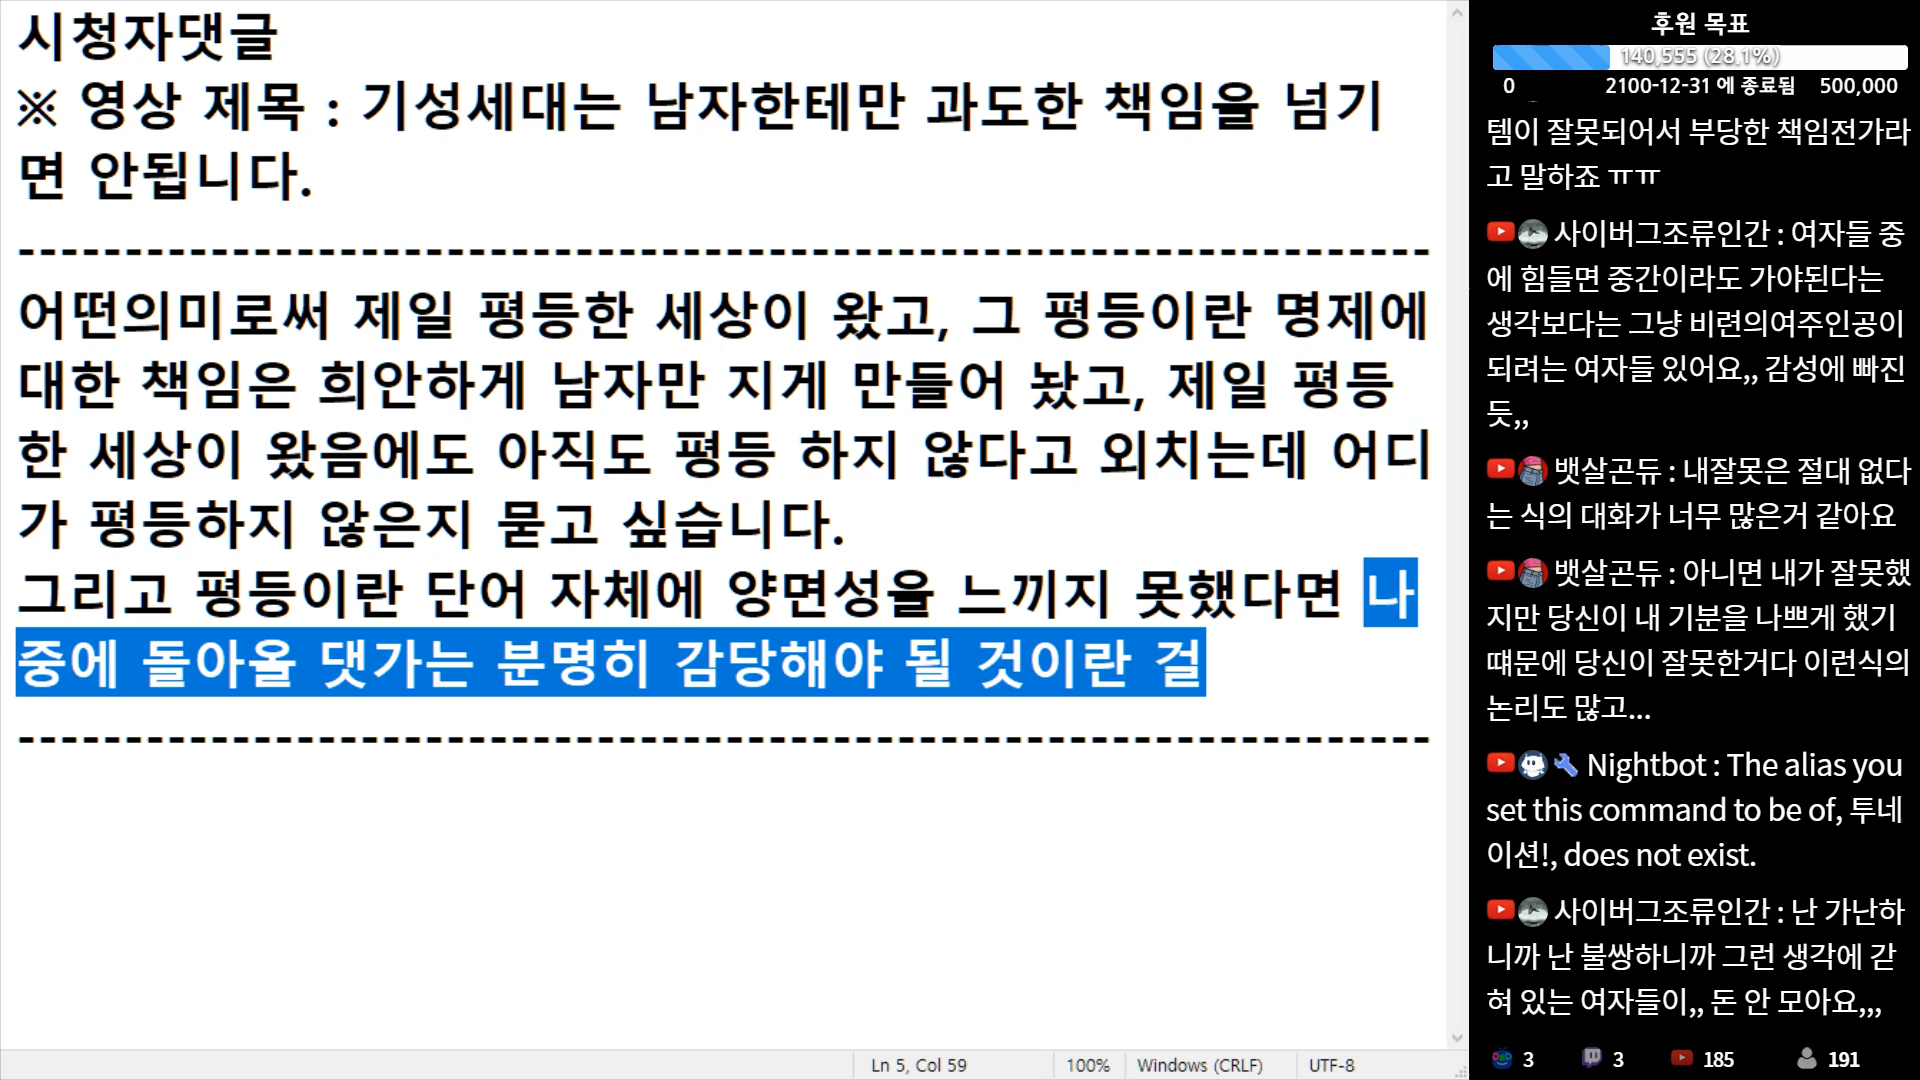 시청자댓글
※ 영상 제목 : 기성세대는 남자한테만 과도한 책임을 넘기
면 안됩니다.
------------------------------------------------------------------
어떤의미로써 제일 평등한 세상이 왔고, 그 평등이란 명제에
대한 책임은 희안하게 남자만 지게 만들어 놨고, 제일 평등
한 세상이 왔음에도 아직도 평등 하지 않다고 외치는데 어디
가 평등하지 않은지 묻고 싶습니다.
그리고 평등이란 단어 자체에 양면성을 느끼지 못했다면 나
중에 돌아올 댓가는 분명히 감당해야 될 것이란 걸
------------------------------------------------------------------
Ln 5, Col 59
100%
Windows (CRLF)
UTF-8
후원 목표
140,555 (28.1%)
0 2100-12-31 에 종료됨 500,000
템이 잘못되어서 부당한 책임전가라
고 말하죠 ㅠㅠ
사이버그조류인간 : 여자들 중
에 힘들면 중간이라도 가야된다는
생각보다는 그냥 비련의여주인공이
되려는 여자들 있어요,, 감성에 빠진
듯,,
뱃살곤듀 : 내잘못은 절대 없다
는 식의 대화가 너무 많은거 같아요
뱃살곤듀 : 아니면 내가 잘못했
지만 당신이 내 기분을 나쁘게 했기
떄문에 당신이 잘못한거다 이런식의
논리도 많고...
Nightbot : The alias you
set this command to be of, 투네
이션!, does not exist.
사이버그조류인간 : 난 가난하
니까 난 불쌍하니까 그런 생각에 갇
혀 있는 여자들이,, 돈 안 모아요,,,
3 3 185 191